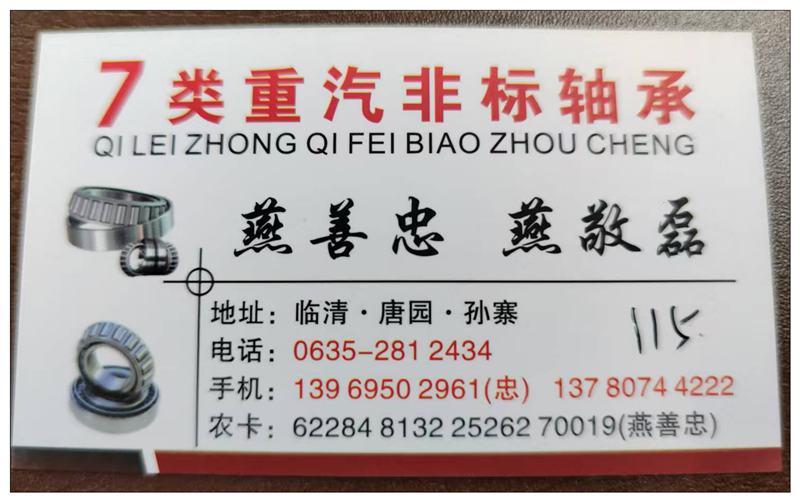 7类重汽非标轴承
QI LEI ZHONG QI FEI BIAO ZHOU CHENG
燕善忠 燕敬磊
地址：临清·唐园·孙寨
115
电话：0635-281 2434
手机：139 6950 2961(忠) 137 8074 4222
农卡：62284 8132 25262 70019(燕善忠)